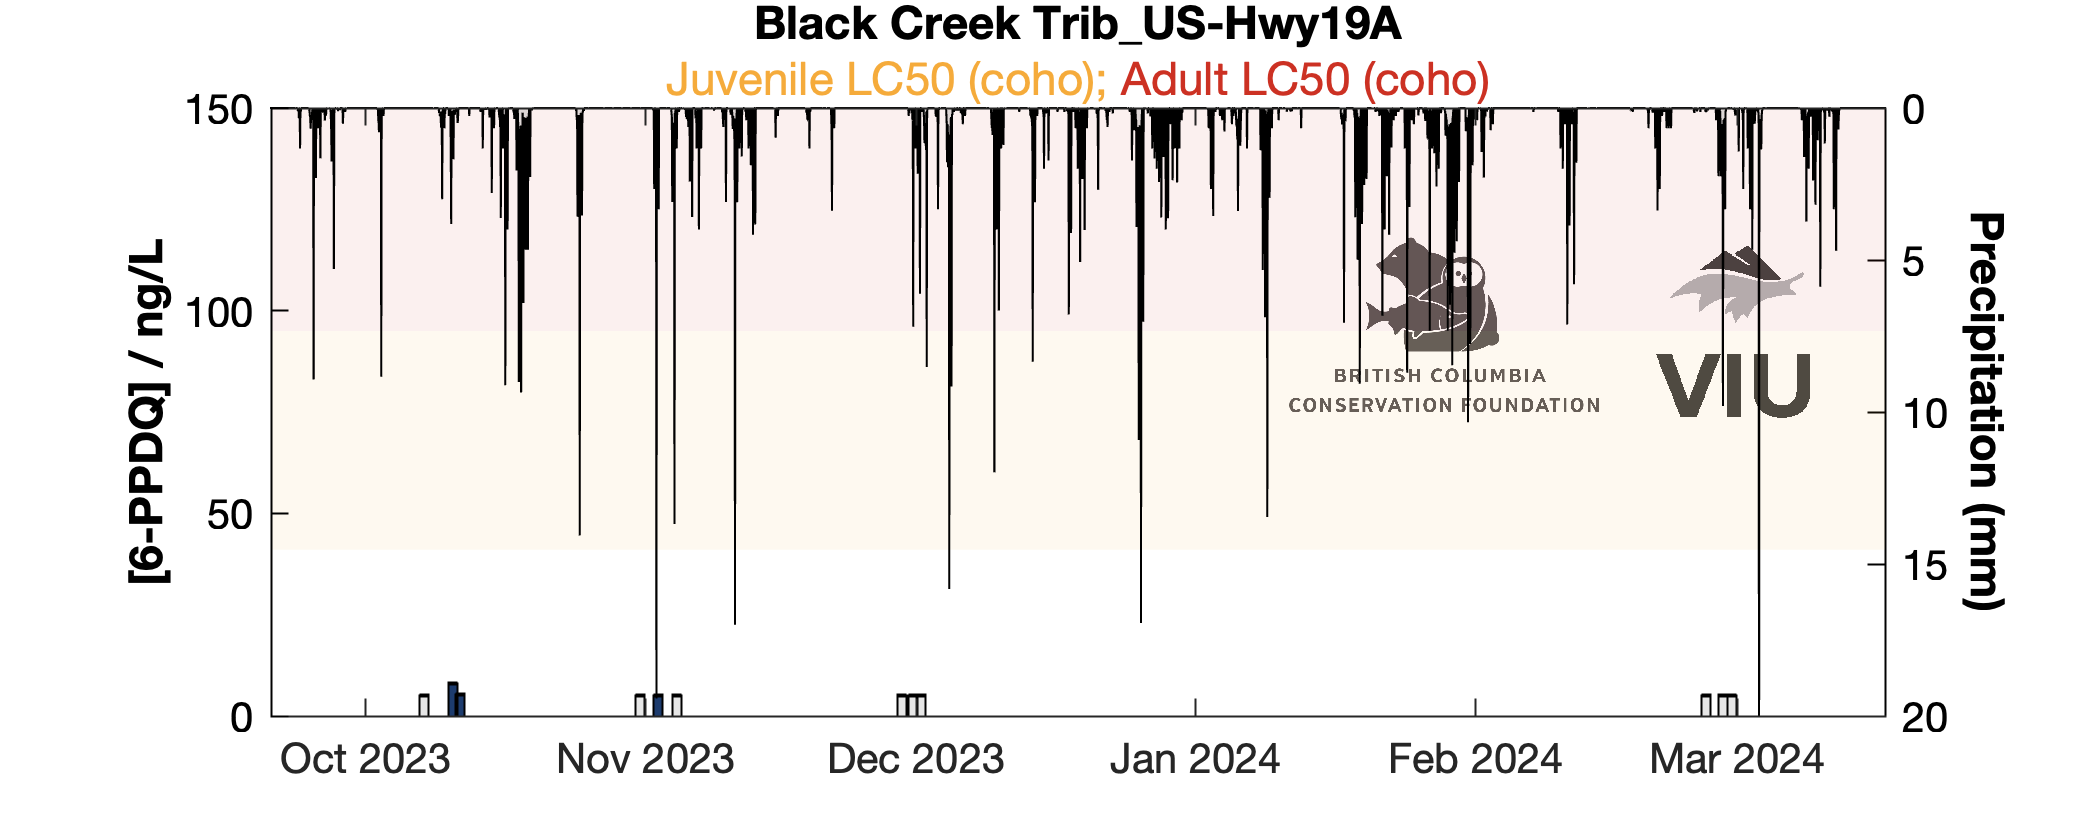 Black Creek Trib_US-Hwy19A
Juvenile LC50 (coho); Adult LC50 (coho)
150
100
50
0
[6-PPDQ] / ng/L
0
5
10
15
20
Precipitation (mm)
BRITISH COLUMBIA
CONSERVATION FOUNDATION
VIU
Oct 2023
Nov 2023
Dec 2023
Jan 2024
Feb 2024
Mar 2024